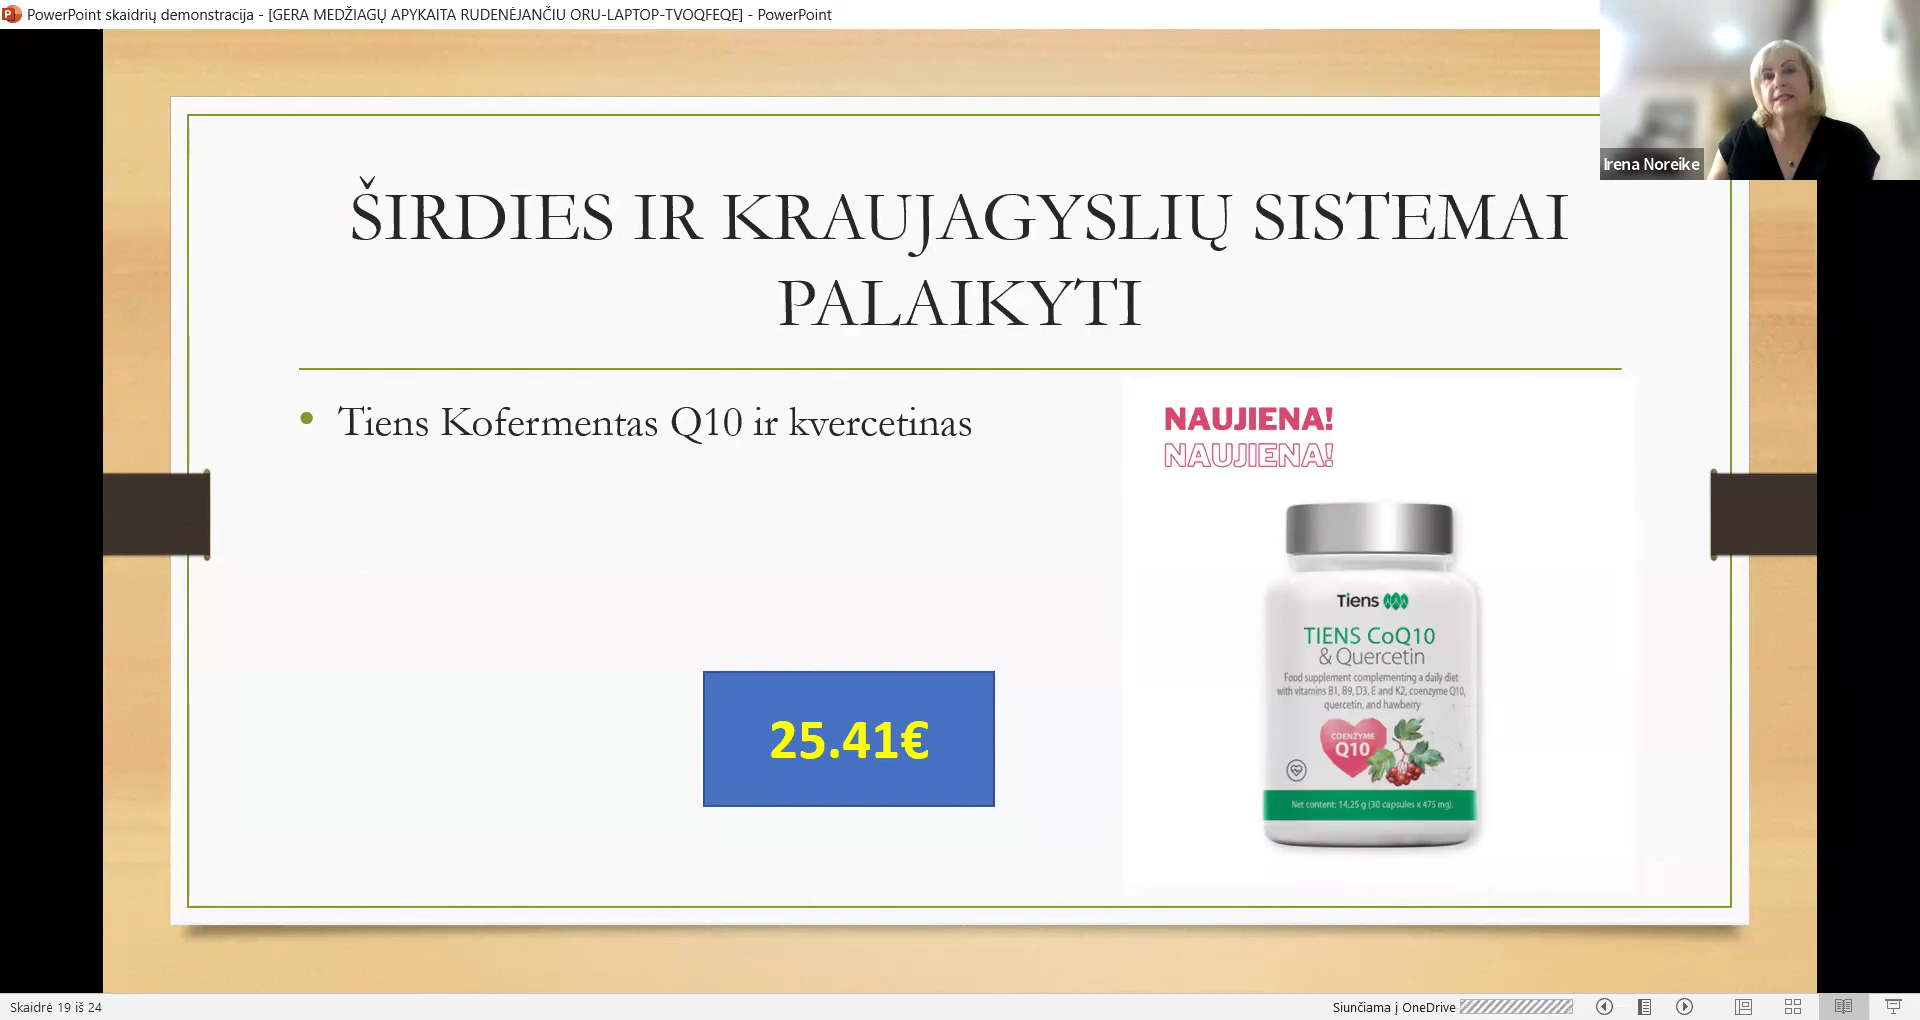 PowerPoint skaidrių demonstracija - [GERA MEDŽIAGŲ APYKAITA RUDENĖJANČIU ORU-LAPTOP-TVOQFEQE] - PowerPoint
Irena Noreike
ŠIRDIES IR KRAUJAGYSLIŲ SISTEMAI
PALAIKYTI
• Tiens Kofermentas Q10 ir kvercetinas
25.41€
NAUJIENA!
NAUJIENA!
Tiens
TIENS CoQ10
& Quercetin
Food supplement complementing a daily diet
with vitamins B1, B9, D3, E and K2, coenzyme Q10,
quercetin, and hawberry
COENZYME
Q10
Net content: 14,25 g (30 capsules x 475 mg).
Skaidrė 19 iš 24
Siunčiama į OneDrive